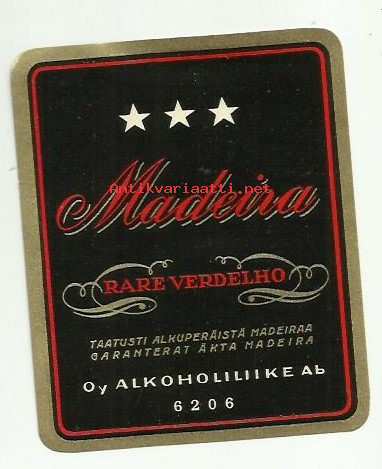 ★ ★ ★
Madeira
Antikvariaatti.net
RARE VERDELHO
TAATUSTI ALKUPERÄISTÄ MADEIRAA
GARANTERAT ÄKTA MADEIRA
Oy ALKOHOLILIIKE Ab
6206